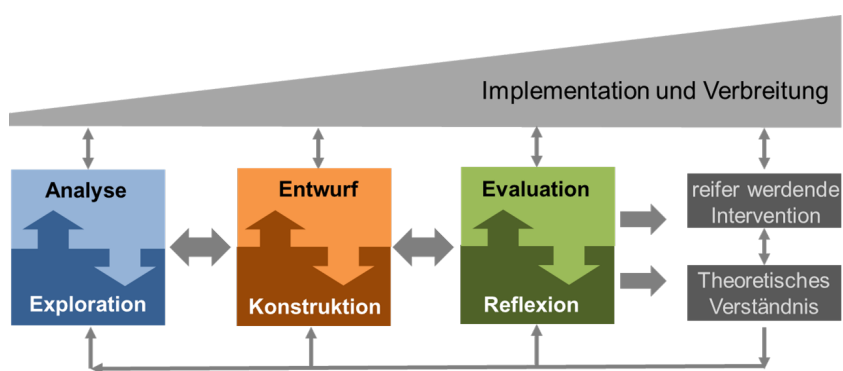 Implementation und Verbreitung
Analyse
Exploration
Entwurf
Konstruktion
Evaluation
Reflexion
reifer werdende
Intervention
Theoretisches
Verständnis